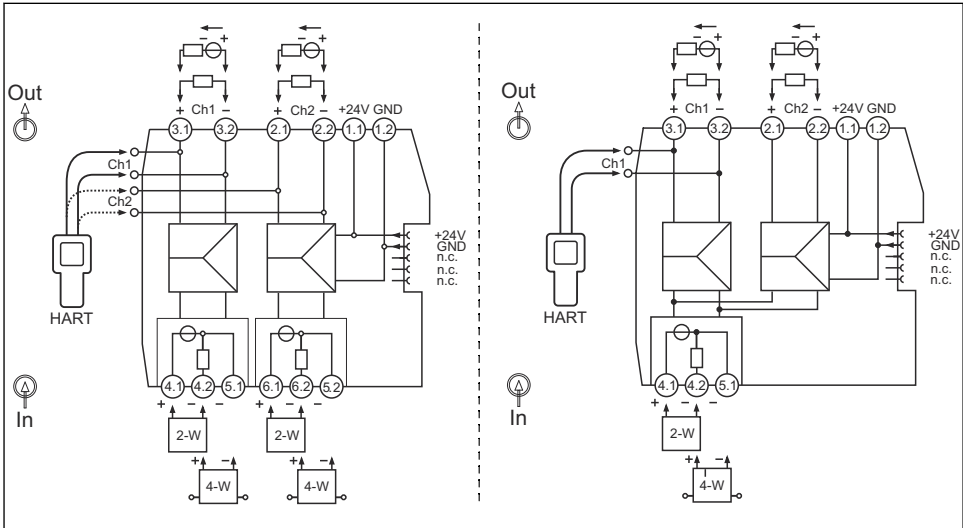 − + − +
Out
+ Ch1 − + Ch2 − +24V GND
3.1 3.2 2.1 2.2 1.1 1.2
Ch1
Ch2
+24V
GND
n.c.
n.c.
n.c.
HART
4.1 4.2 5.1 6.1 6.2 5.2
In
+ − − + − −
2-W 2-W
+ − + −
4-W 4-W
− + − +
Out
+ Ch1 − + Ch2 − +24V GND
3.1 3.2 2.1 2.2 1.1 1.2
Ch1
+24V
GND
n.c.
n.c.
n.c.
HART
4.1 4.2 5.1
In
+ − −
2-W
+ −
4-W